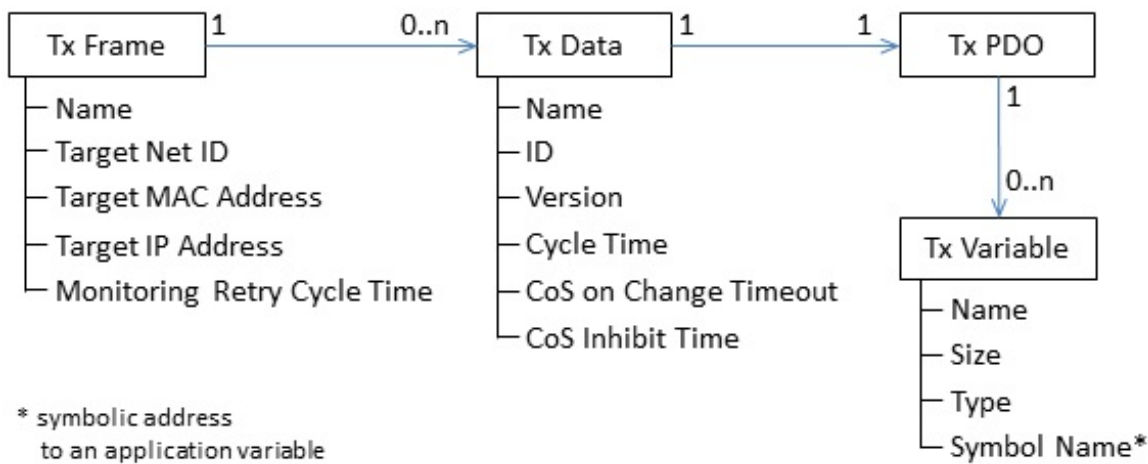 Tx Frame
1
0..n
Tx Data
1
1
Tx PDO
Name
Target Net ID
Target MAC Address
Target IP Address
Monitoring Retry Cycle Time
Name
ID
Version
Cycle Time
CoS on Change Timeout
CoS Inhibit Time
1
0..n
Tx Variable
Name
Size
Type
Symbol Name*
* symbolic address
to an application variable